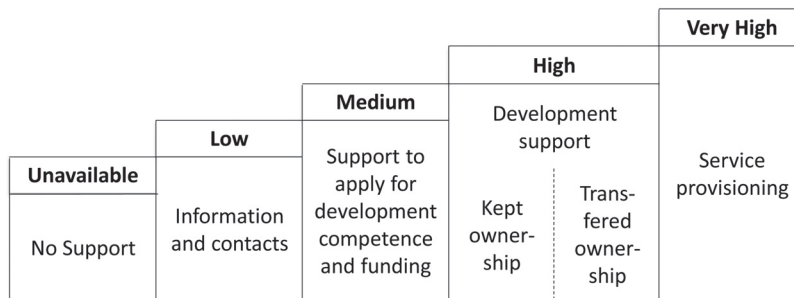 Unavailable
No Support
Low
Information
and contacts
Medium
Support to
apply for
development
competence
and funding
High
Development
support
Kept
owner-
ship
Trans-
fered
owner-
ship
Very High
Service
provisioning